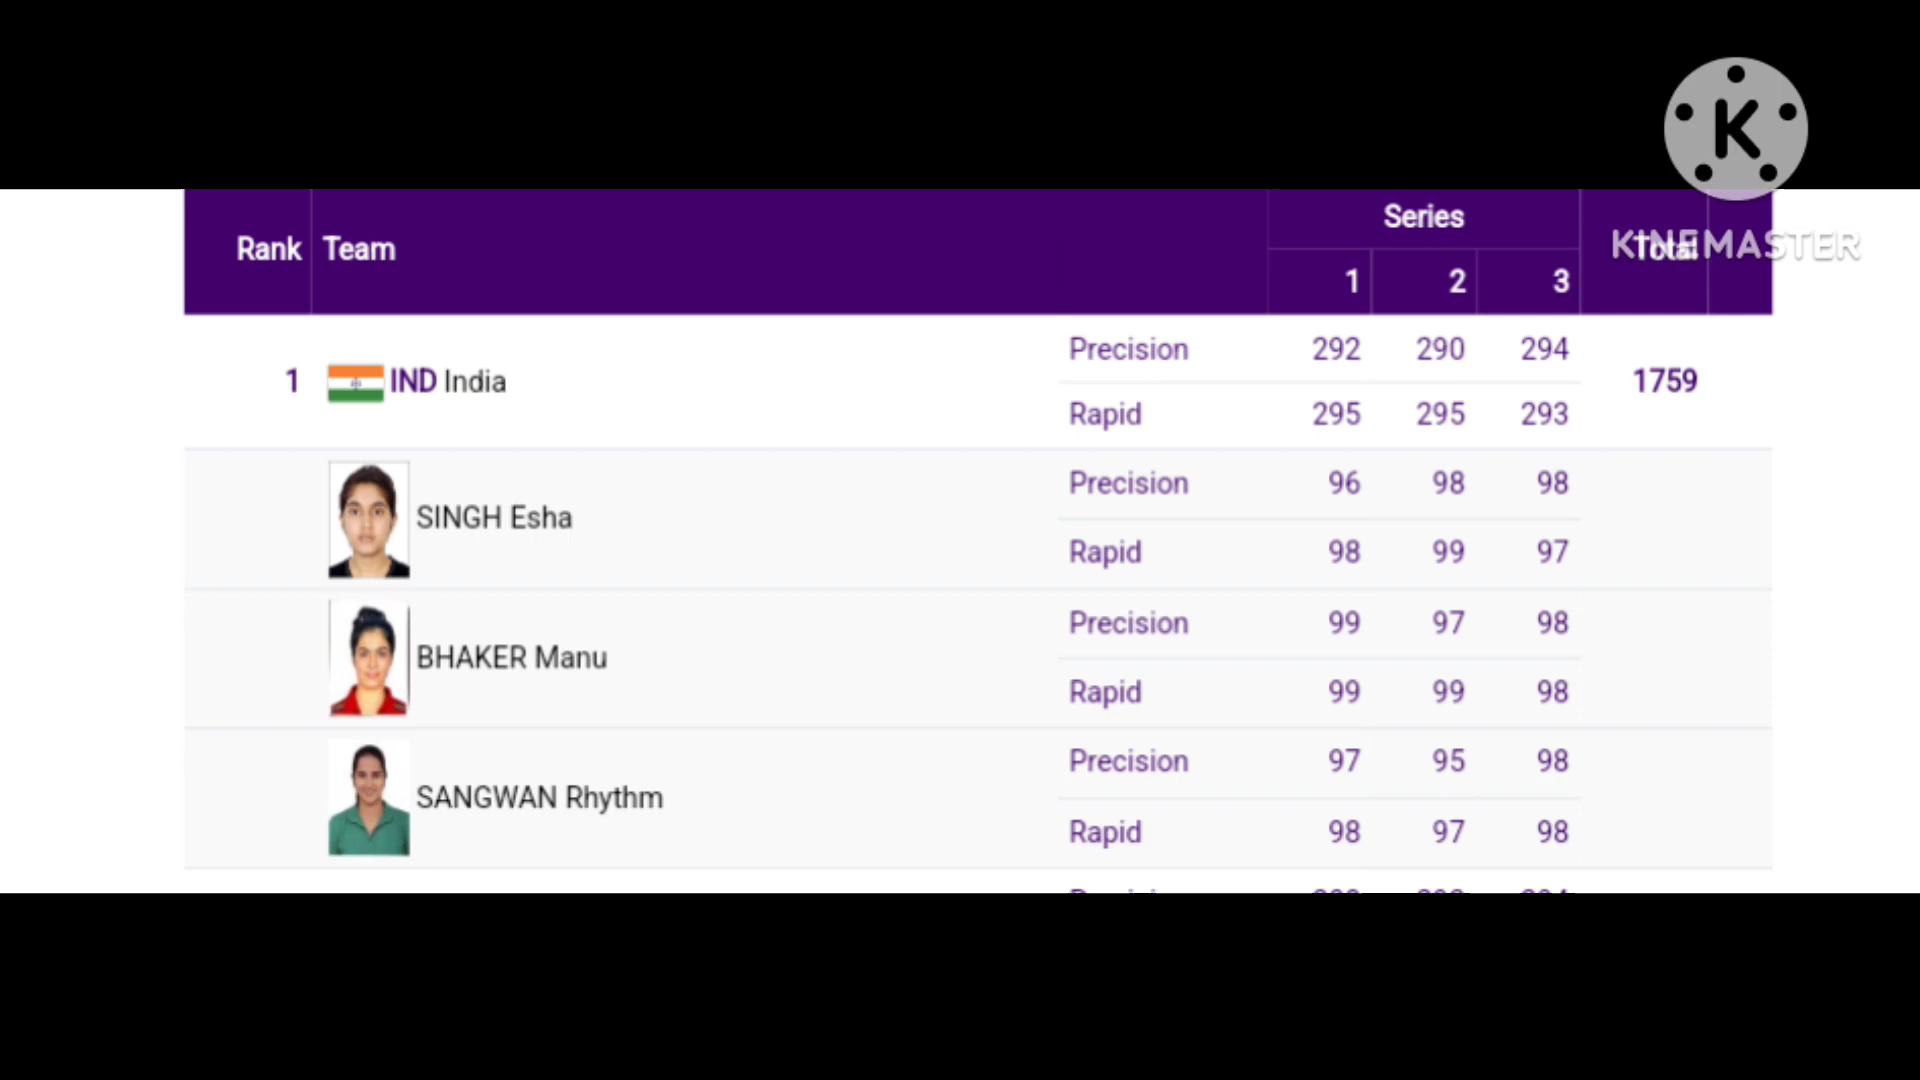 K
KINEMASTER
Rank Team Series Total
1 2 3
1 IND India Precision 292 290 294 1759
Rapid 295 295 293
SINGH Esha Precision 96 98 98
Rapid 98 99 97
BHAKER Manu Precision 99 97 98
Rapid 99 99 98
SANGWAN Rhythm Precision 97 95 98
Rapid 98 97 98